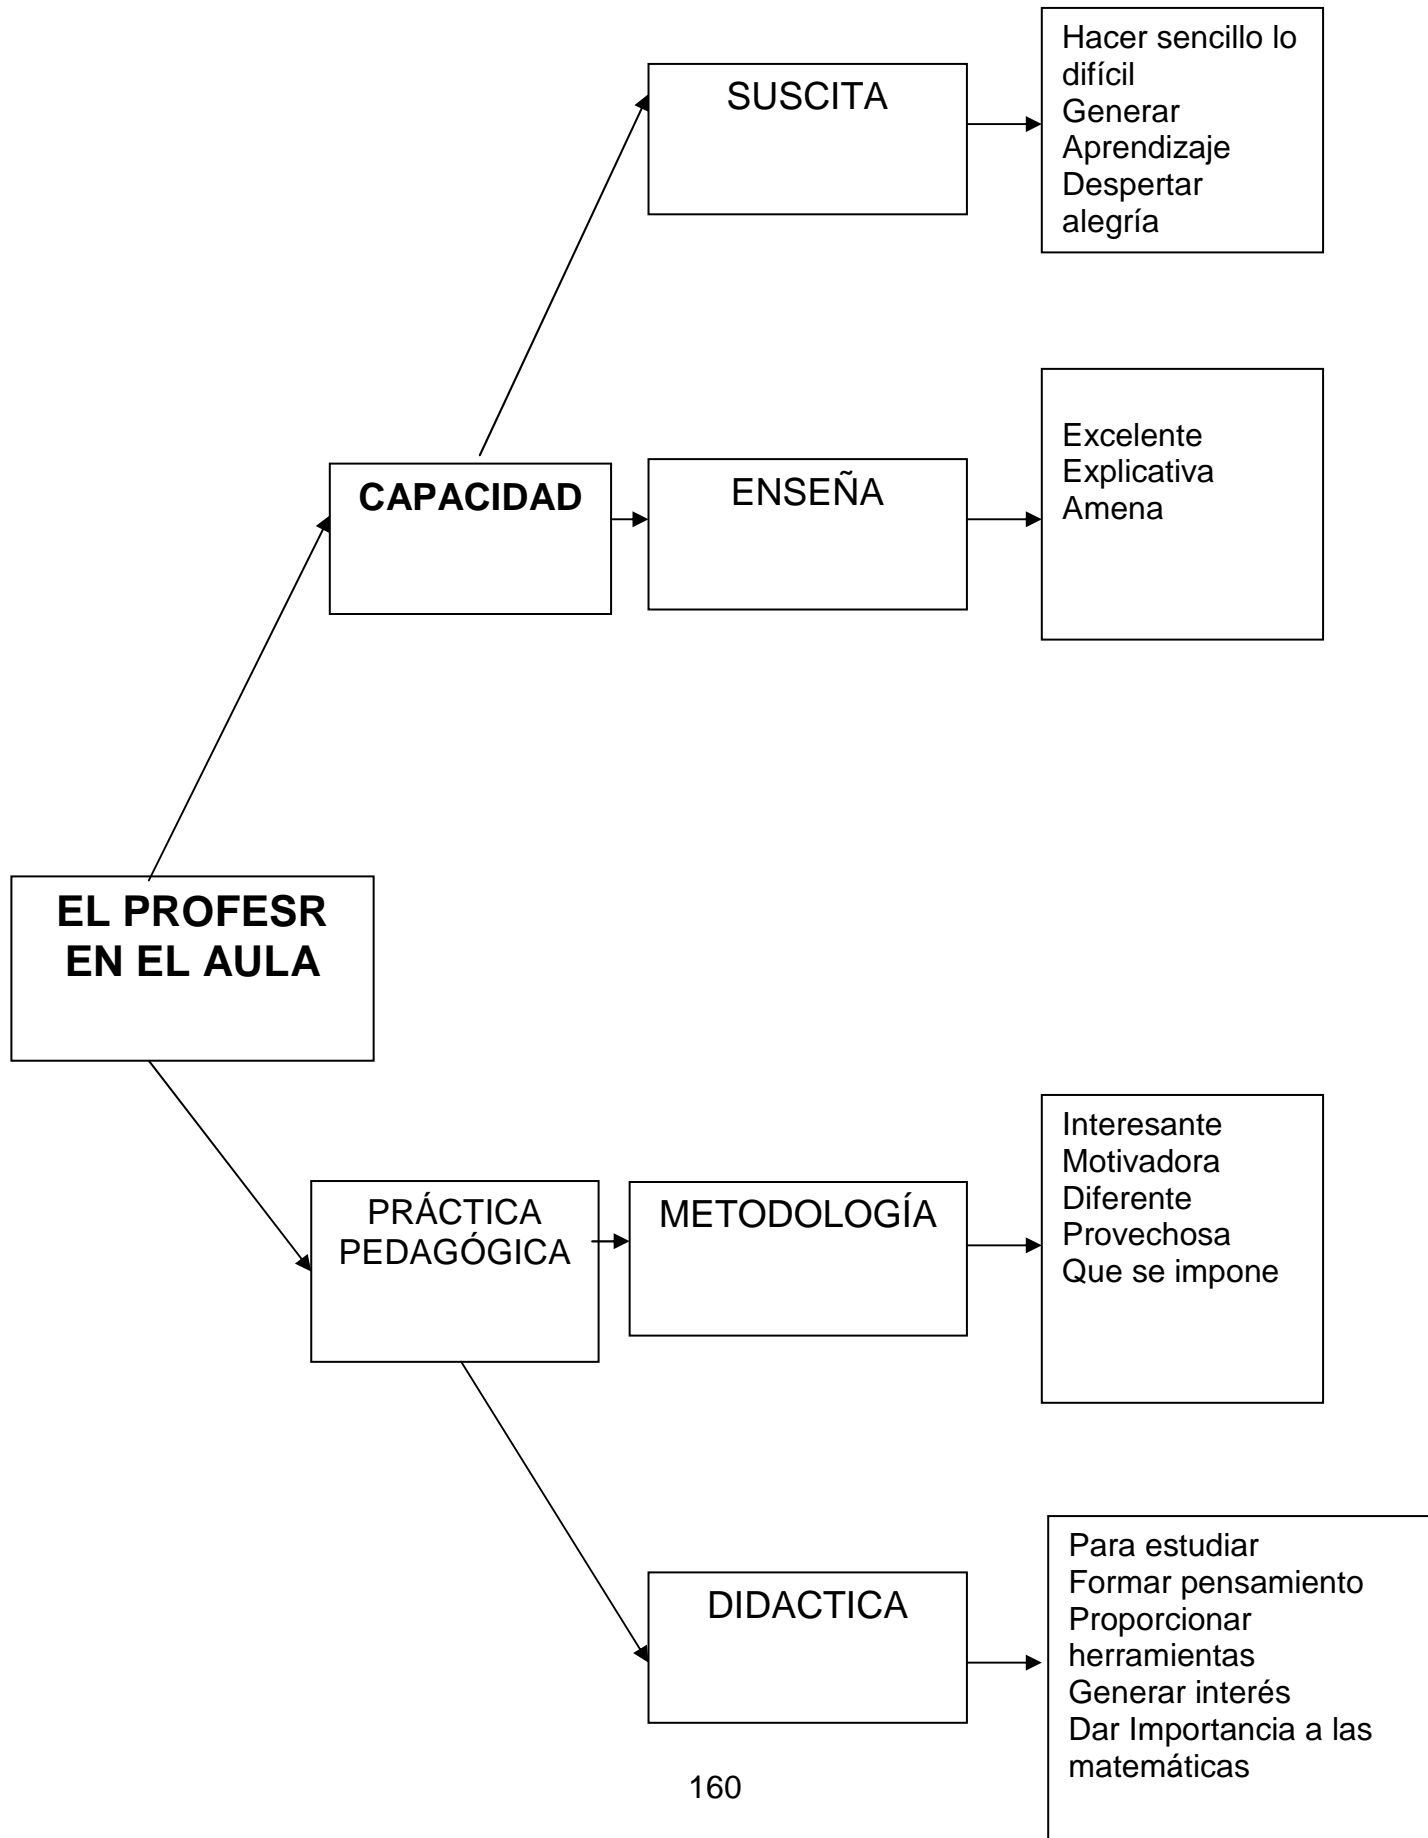 Hacer sencillo lo
difícil
Generar
Aprendizaje
Despertar
alegría
SUSCITA
Excelente
Explicativa
Amena
CAPACIDAD
ENSEÑA
EL PROFESR
EN EL AULA
Interesante
Motivadora
Diferente
Provechosa
Que se impone
PRÁCTICA
PEDAGÓGICA
METODOLOGÍA
DIDACTICA
Para estudiar
Formar pensamiento
Proporcionar
herramientas
Generar interés
Dar Importancia a las
matemáticas
160